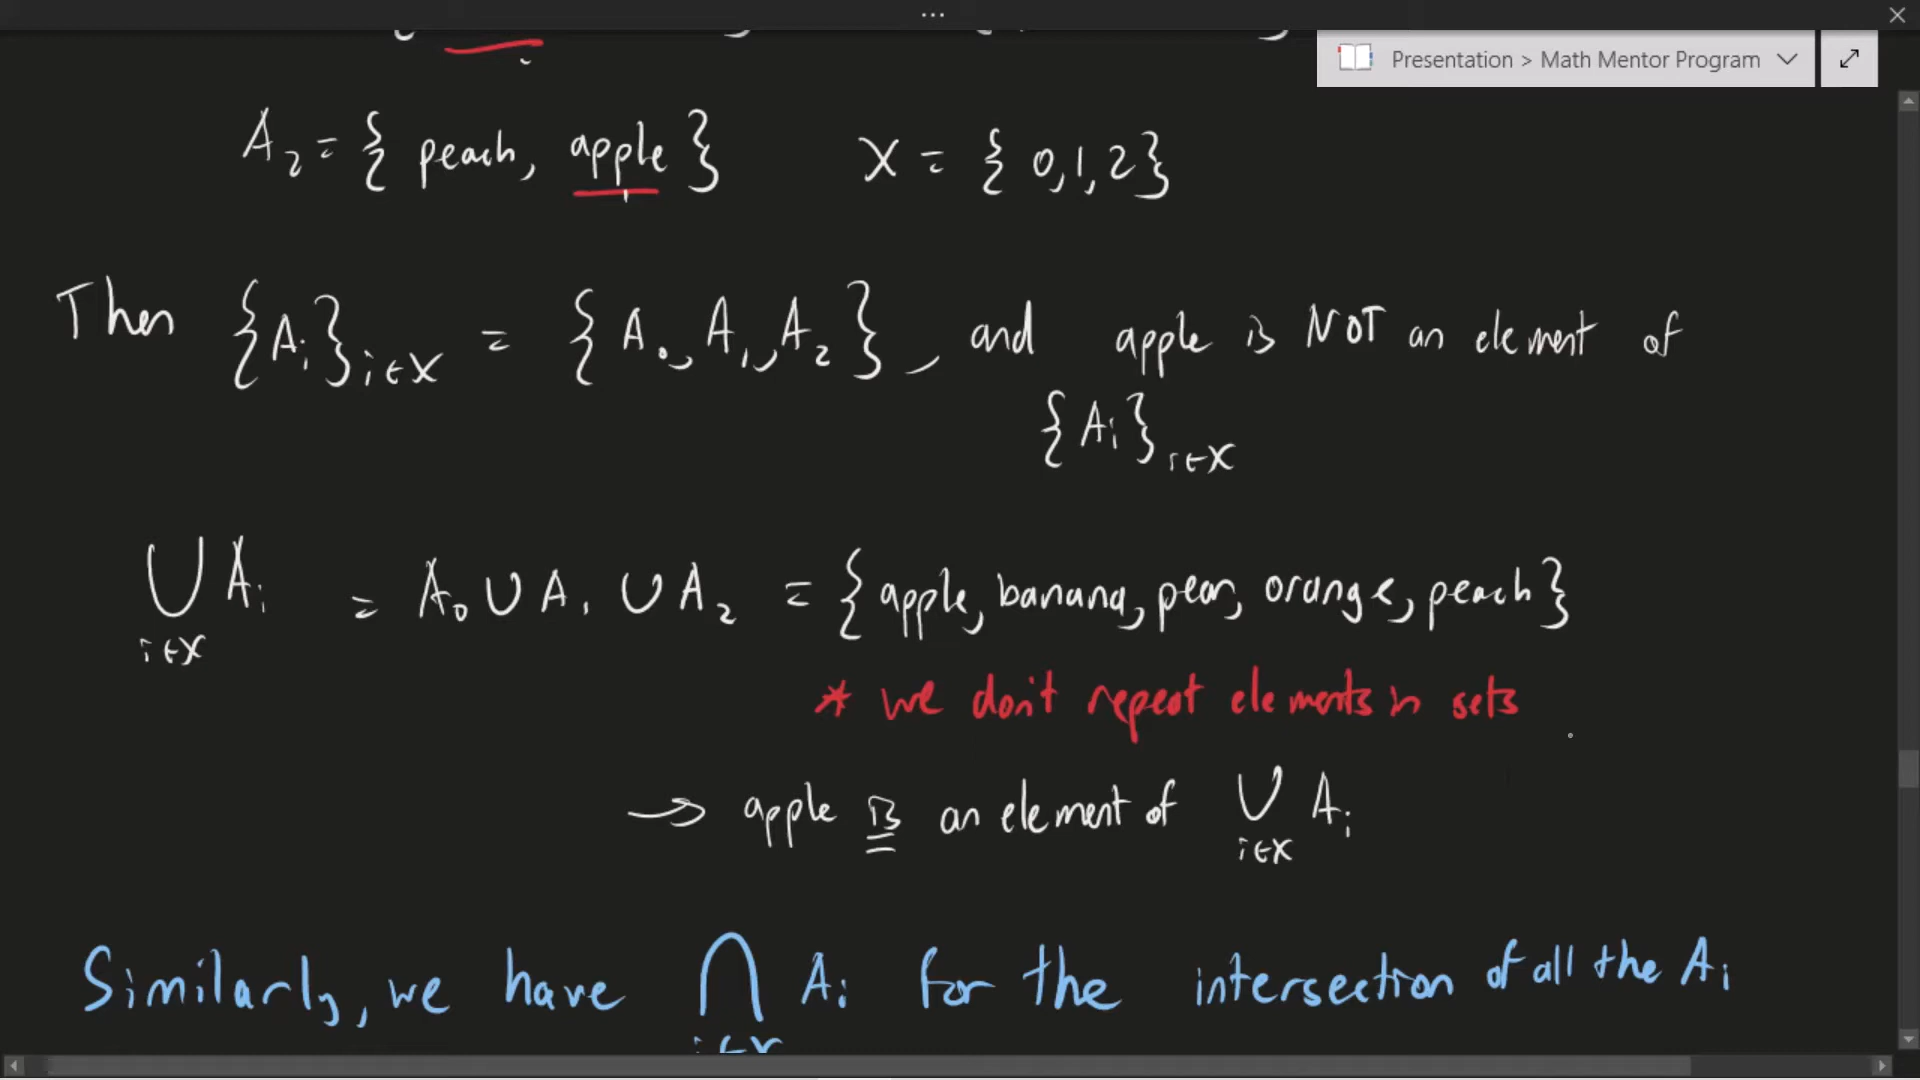 ...
Presentation > Math Mentor Program
A₂ = { peach, apple } X = { 0, 1, 2 }
Then {Aᵢ}ᵢ∈X = { A₀, A₁, A₂ }, and apple is NOT an element of
{Aᵢ}ᵢ∈X
⋃ Aᵢ = A₀ ∪ A₁ ∪ A₂ = { apple, banana, pear, orange, peach }
i∈X
* we don't repeat elements in sets
→ apple is an element of ⋃ Aᵢ
i∈X
Similarly, we have ⋂ Aᵢ for the intersection of all the Aᵢ
i∈X